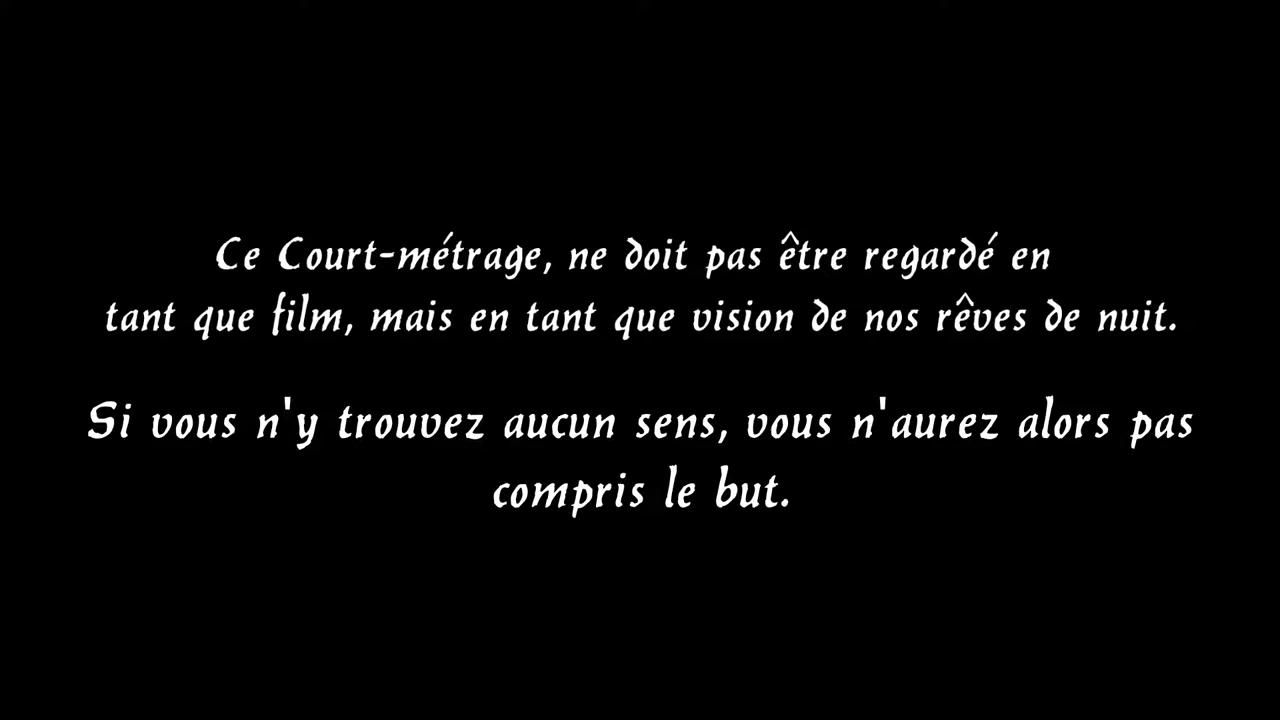 Ce Court-métrage, ne doit pas être regardé en
tant que film, mais en tant que vision de nos rêves de nuit.
Si vous n'y trouvez aucun sens, vous n'aurez alors pas
compris le but.